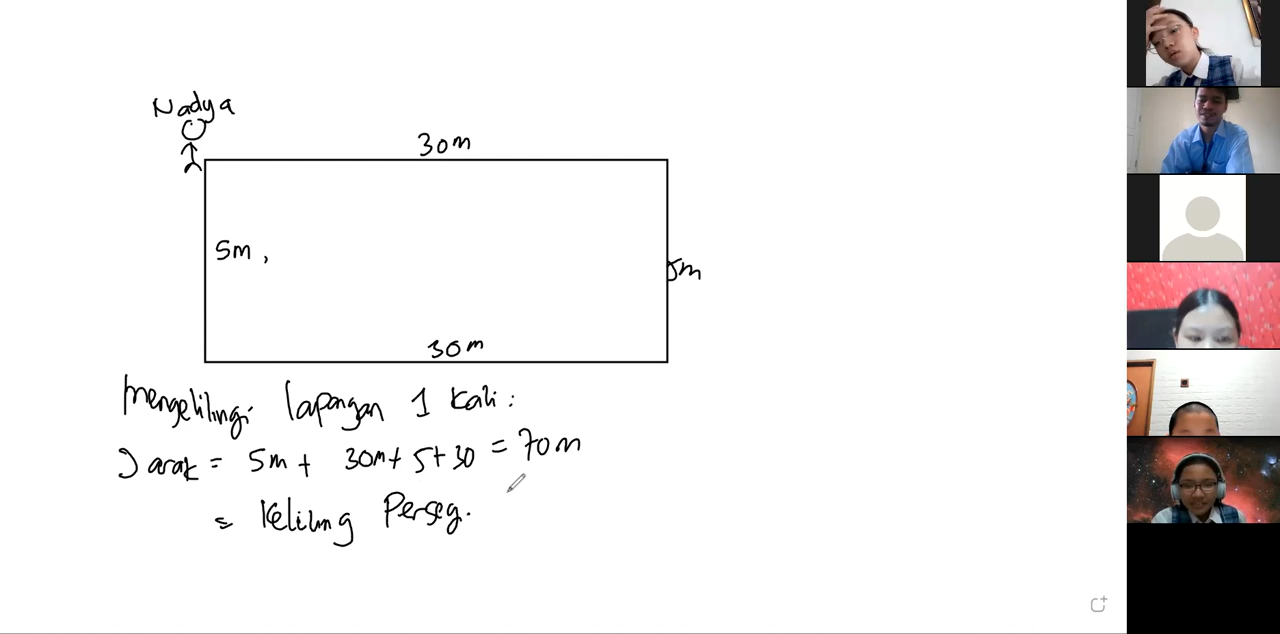 Nadya
30m
5m,
5m
30m
Mengelilingi lapangan 1 kali:
Jarak = 5m + 30m + 5 + 30 = 70m
= Keliling Perseg.